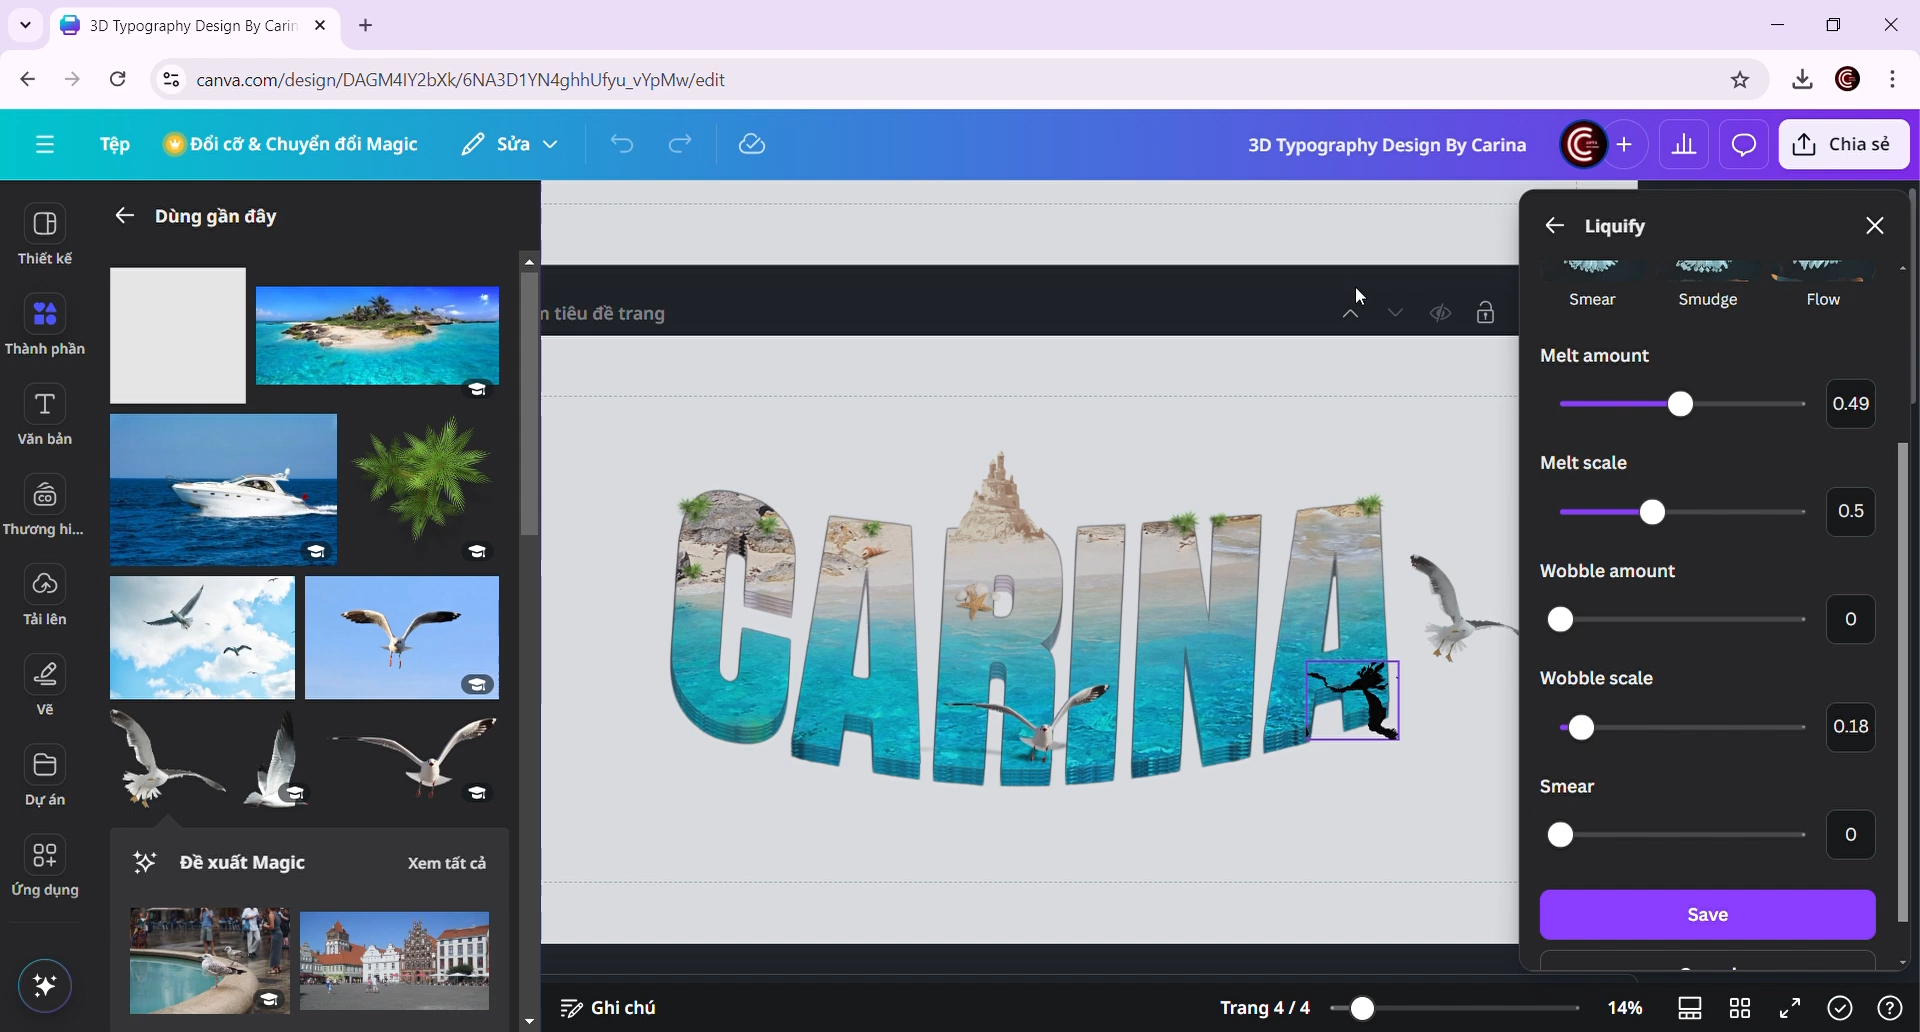 3D Typography Design By Carin
canva.com/design/DAGM4IY2bXk/6NA3D1YN4ghhUfyu_vYpMw/edit
Tệp
Đổi cỡ & Chuyển đổi Magic
Sửa
3D Typography Design By Carina
Chia sẻ
Thiết kế
Thành phần
Văn bản
Thương hi...
Tải lên
Vẽ
Dự án
Ứng dụng
Dùng gần đây
Đề xuất Magic
Xem tất cả
n tiêu đề trang
CARINA
Liquify
Smear
Smudge
Flow
Melt amount
0.49
Melt scale
0.5
Wobble amount
0
Wobble scale
0.18
Smear
0
Save
Ghi chú
Trang 4 / 4
14%